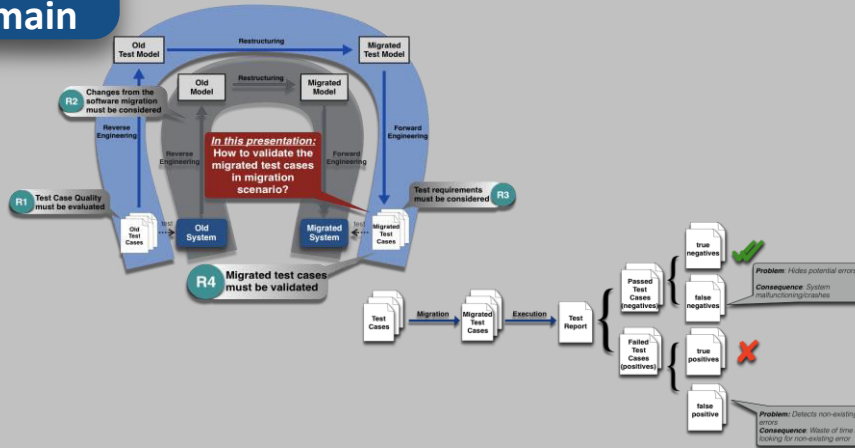 main
Old
Test Model
Restructuring
Migrated
Test Model
R2
Changes from the
software migration
must be considered
Old
Model
Restructuring
Migrated
Model
Reverse
Engineering
Reverse
Engineering
In this presentation:
How to validate the
migrated test cases
in migration
scenario?
Forward
Engineering
Forward
Engineering
R1
Test Case Quality
must be evaluated
Test requirements
must be considered
R3
Old
Test
Cases
test
Old
System
Migrated
System
test
Migrated
Test
Cases
R4
Migrated test cases
must be validated
Test
Cases
Migration
Migrated
Test
Cases
Execution
Test
Report
Passed
Test
Cases
(negatives)
Failed
Test
Cases
(positives)
true
negatives
false
negatives
true
positives
false
positive
Problem: Hides potential errors
Consequence: System
malfunctioning/crashes
Problem: Detects non-existing
errors
Consequence: Waste of time
looking for non-existing error